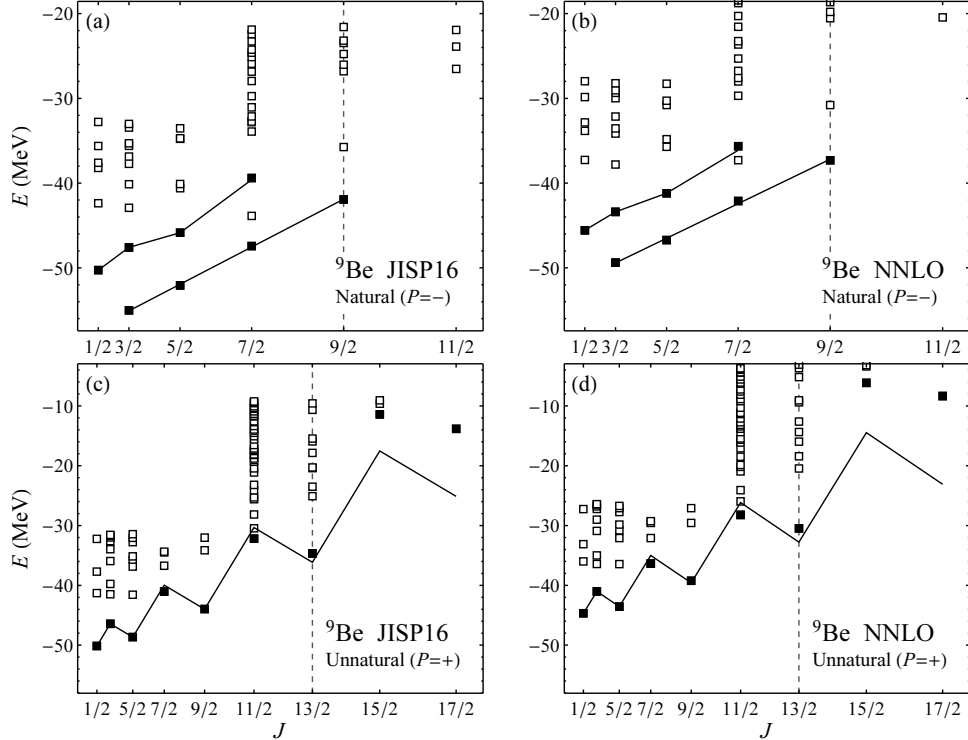 (a)
−20
−30
−40
−50
E (MeV)
⁹Be JISP16
Natural (P=−)
1/2 3/2 5/2 7/2 9/2 11/2
(b)
−20
−30
−40
−50
⁹Be NNLO
Natural (P=−)
1/2 3/2 5/2 7/2 9/2 11/2
(c)
−10
−20
−30
−40
−50
E (MeV)
⁹Be JISP16
Unnatural (P=+)
1/2 5/2 7/2 9/2 11/2 13/2 15/2 17/2
J
(d)
−10
−20
−30
−40
−50
⁹Be NNLO
Unnatural (P=+)
1/2 5/2 7/2 9/2 11/2 13/2 15/2 17/2
J